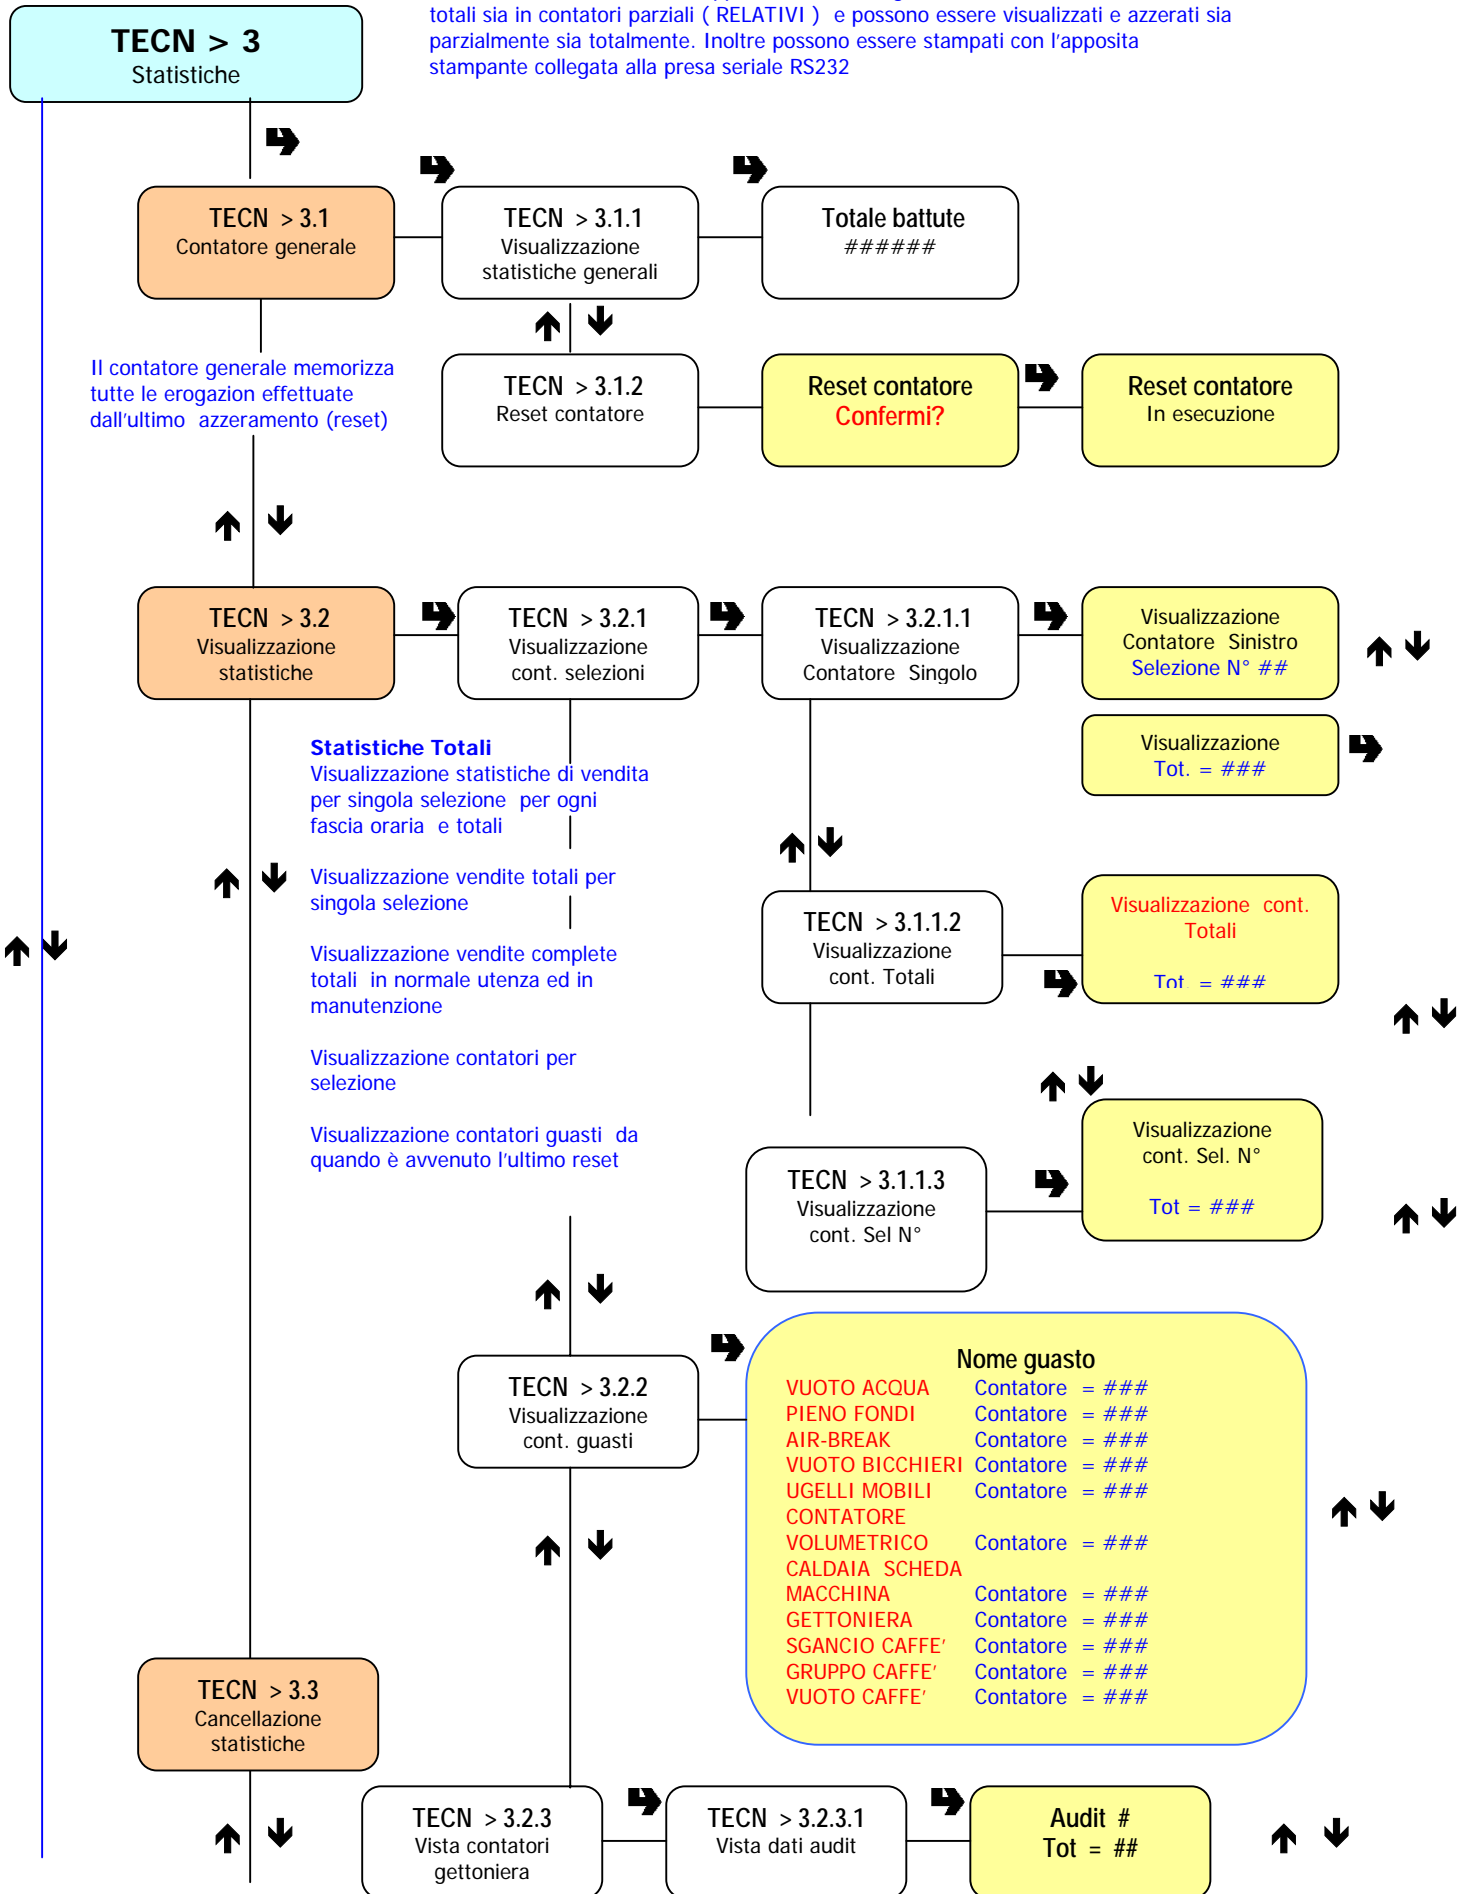 totali sia in contatori parziali ( RELATIVI ) e possono essere visualizzati e azzerati sia
parzialmente sia totalmente. Inoltre possono essere stampati con l'apposita
stampante collegata alla presa seriale RS232
TECN > 3
Statistiche
TECN > 3.1
Contatore generale
TECN > 3.1.1
Visualizzazione
statistiche generali
Totale battute
######
Il contatore generale memorizza
tutte le erogazion effettuate
dall'ultimo azzeramento (reset)
TECN > 3.1.2
Reset contatore
Reset contatore
Confermi?
Reset contatore
In esecuzione
TECN > 3.2
Visualizzazione
statistiche
TECN > 3.2.1
Visualizzazione
cont. selezioni
TECN > 3.2.1.1
Visualizzazione
Contatore Singolo
Visualizzazione
Contatore Sinistro
Selezione N° ##
Visualizzazione
Tot. = ###
Statistiche Totali
Visualizzazione statistiche di vendita
per singola selezione per ogni
fascia oraria e totali
Visualizzazione vendite totali per
singola selezione
Visualizzazione vendite complete
totali in normale utenza ed in
manutenzione
Visualizzazione contatori per
selezione
Visualizzazione contatori guasti da
quando è avvenuto l'ultimo reset
TECN > 3.1.1.2
Visualizzazione
cont. Totali
Visualizzazione cont.
Totali
Tot. = ###
TECN > 3.1.1.3
Visualizzazione
cont. Sel N°
Visualizzazione
cont. Sel. N°
Tot = ###
TECN > 3.2.2
Visualizzazione
cont. guasti
Nome guasto
VUOTO ACQUA Contatore = ###
PIENO FONDI Contatore = ###
AIR-BREAK Contatore = ###
VUOTO BICCHIERI Contatore = ###
UGELLI MOBILI Contatore = ###
CONTATORE
VOLUMETRICO Contatore = ###
CALDAIA SCHEDA
MACCHINA Contatore = ###
GETTONIERA Contatore = ###
SGANCIO CAFFE' Contatore = ###
GRUPPO CAFFE' Contatore = ###
VUOTO CAFFE' Contatore = ###
TECN > 3.3
Cancellazione
statistiche
TECN > 3.2.3
Vista contatori
gettoniera
TECN > 3.2.3.1
Vista dati audit
Audit #
Tot = ##